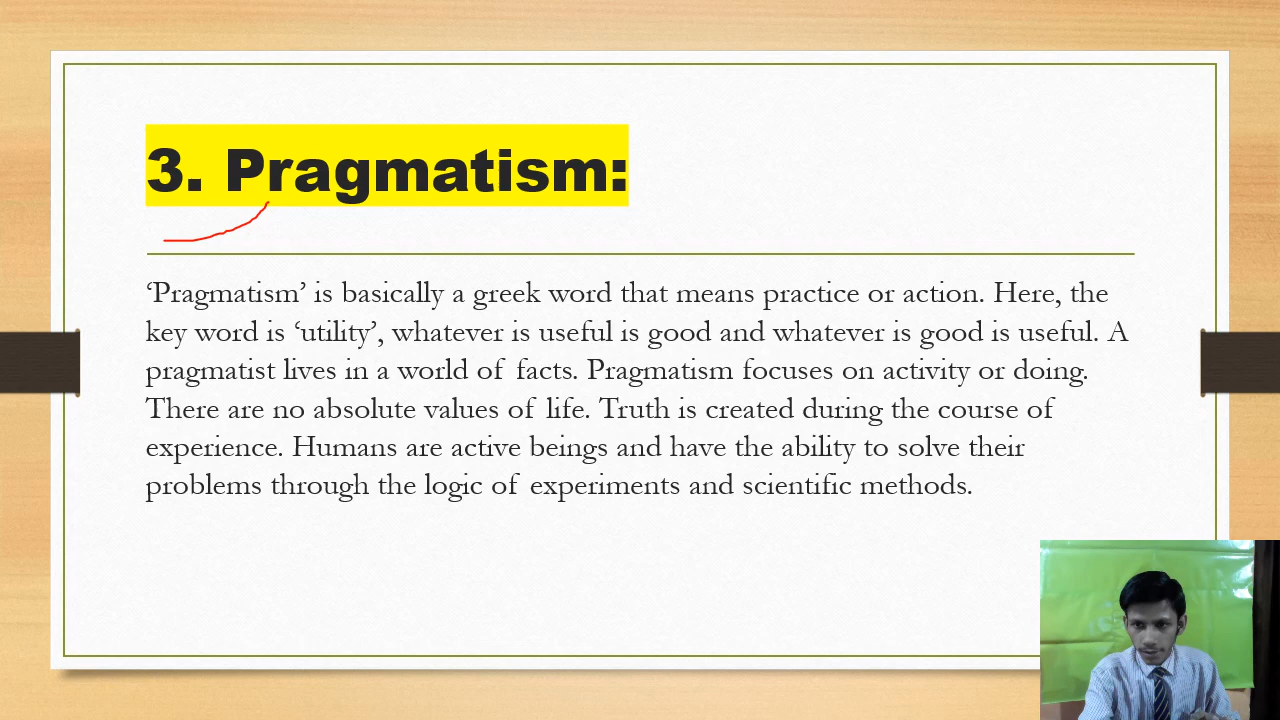 3. Pragmatism:
‘Pragmatism’ is basically a greek word that means practice or action. Here, the
key word is ‘utility’, whatever is useful is good and whatever is good is useful. A
pragmatist lives in a world of facts. Pragmatism focuses on activity or doing.
There are no absolute values of life. Truth is created during the course of
experience. Humans are active beings and have the ability to solve their
problems through the logic of experiments and scientific methods.